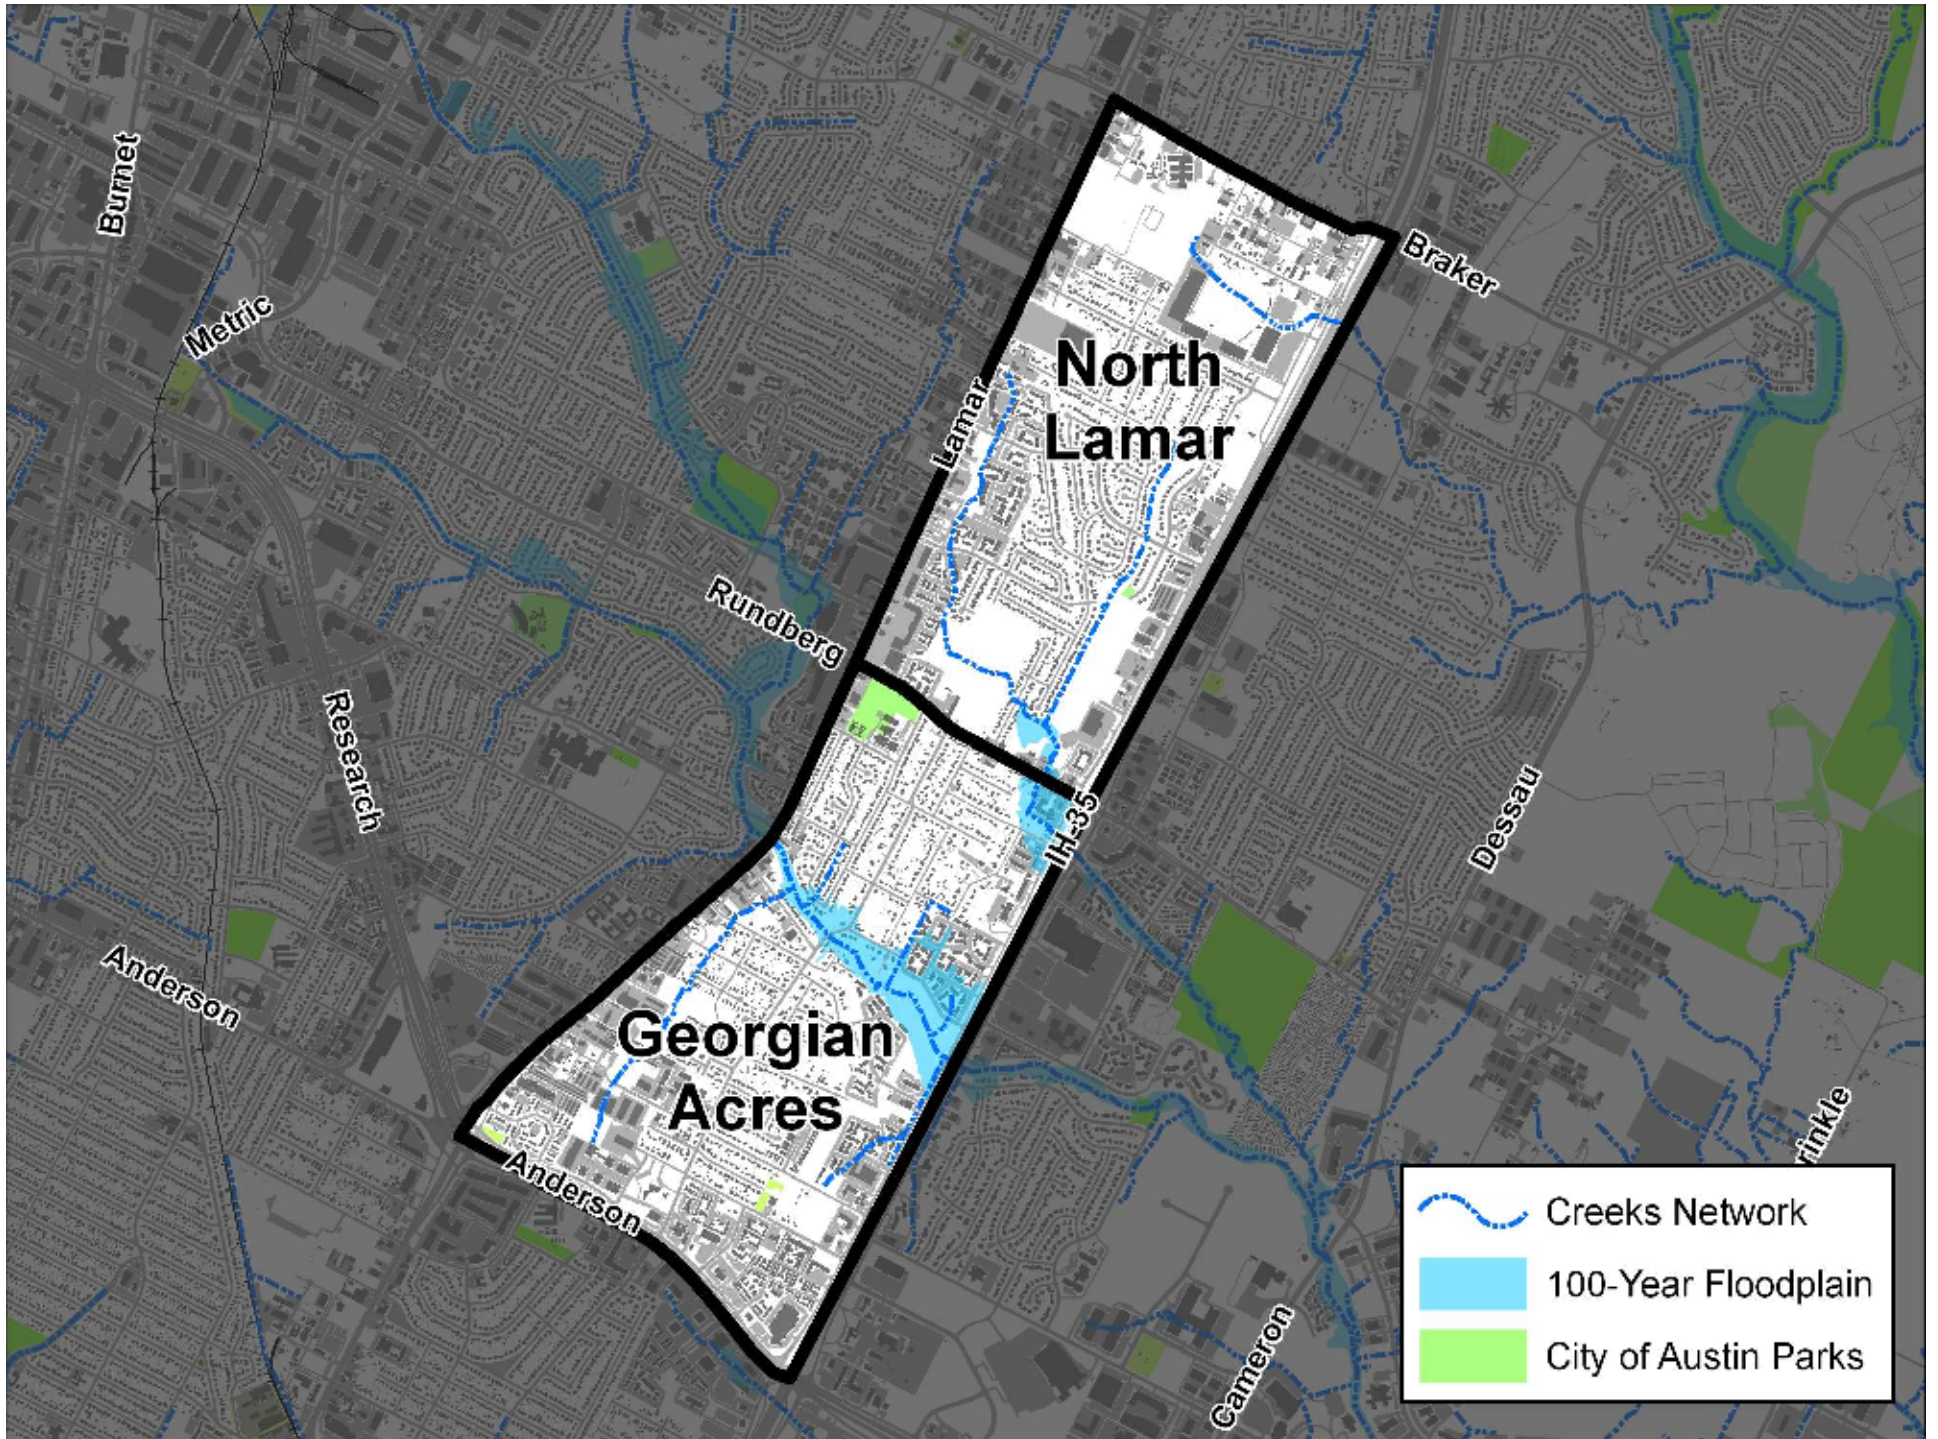 Burnet
Metric
Braker
North
Lamar
Lamar
Rundberg
Research
IH-35
Dessau
Anderson
Georgian
Acres
Anderson
Cameron
rinkle
Creeks Network
100-Year Floodplain
City of Austin Parks